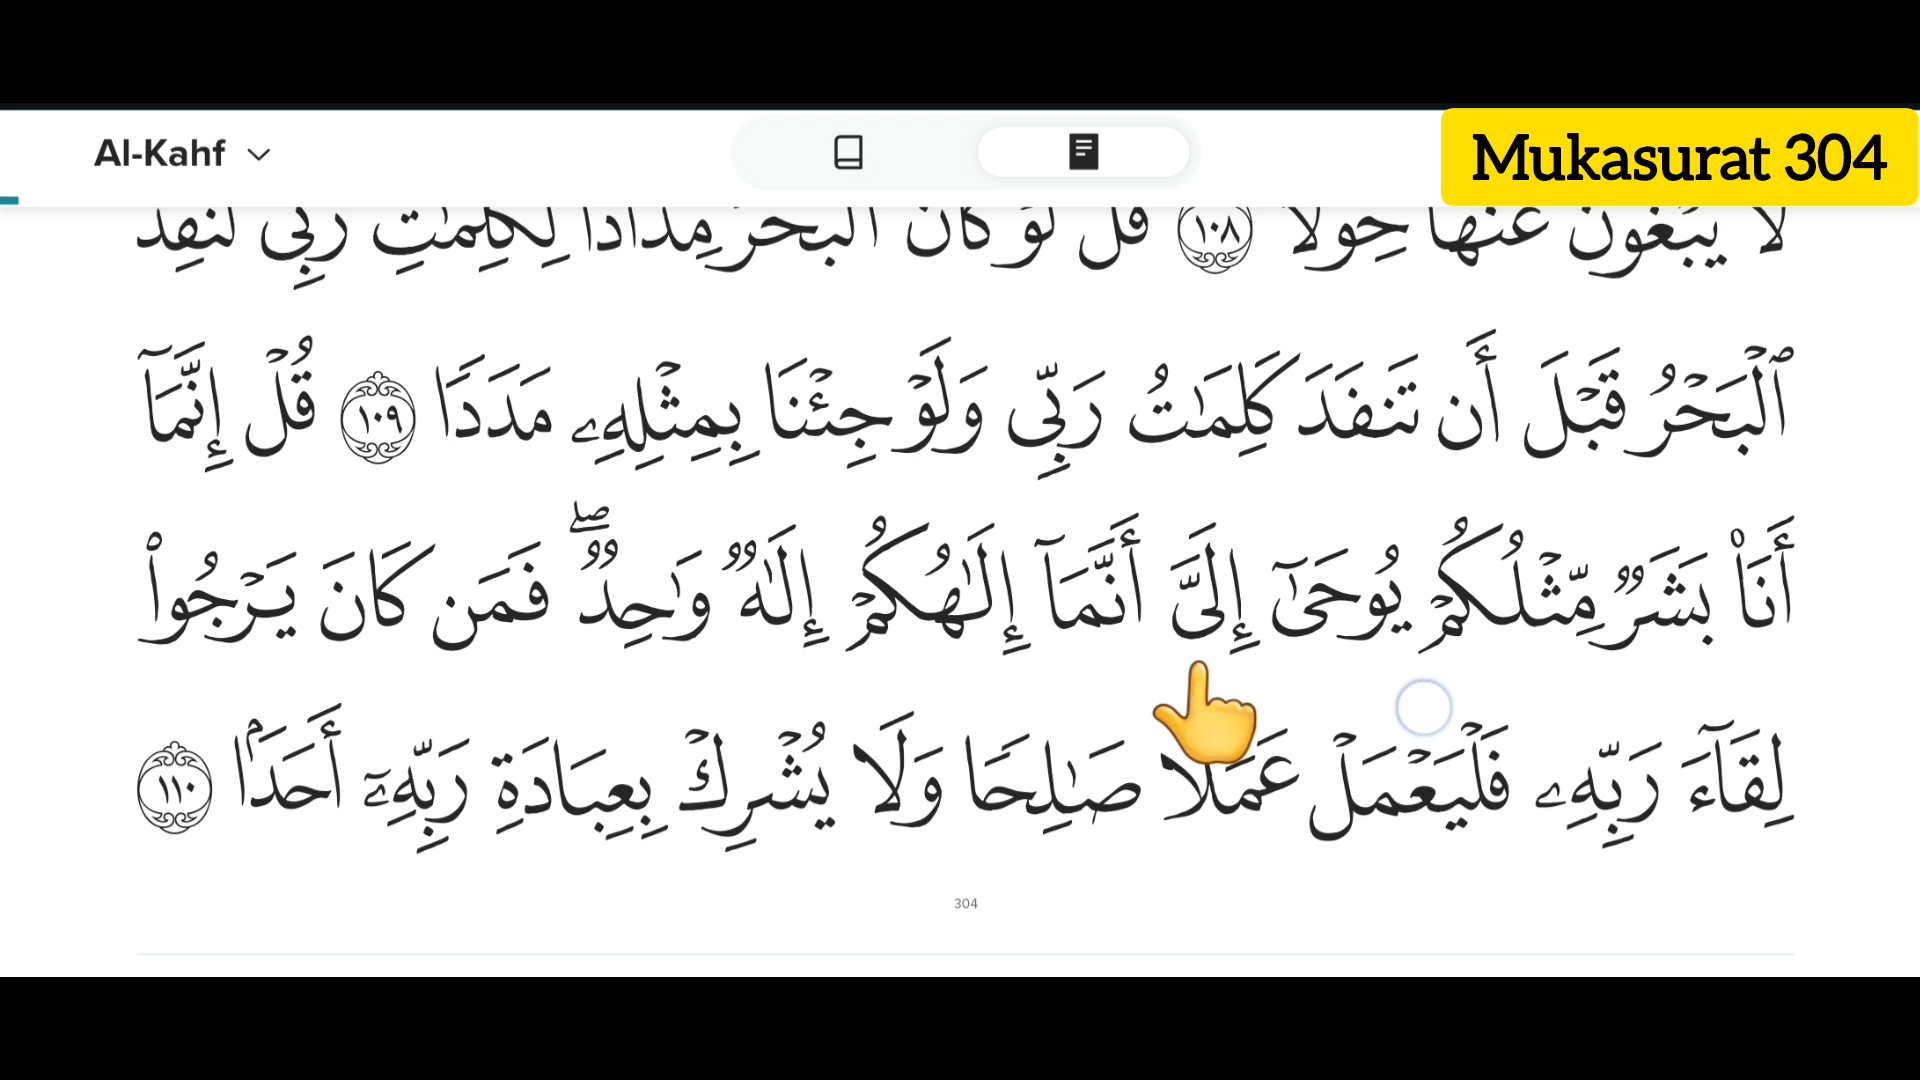 Al-Kahf
Mukasurat 304
لَا يَبْغُونَ عَنْهَا حِوَلًا ١٠٨ قُل لَّوْ كَانَ ٱلْبَحْرُ مِدَادًا لِّكَلِمَـٰتِ رَبِّى لَنَفِدَ
ٱلْبَحْرُ قَبْلَ أَن تَنفَدَ كَلِمَـٰتُ رَبِّى وَلَوْ جِئْنَا بِمِثْلِهِۦ مَدَدًا ١٠٩ قُلْ إِنَّمَآ
أَنَا۠ بَشَرٌ مِّثْلُكُمْ يُوحَىٰٓ إِلَىَّ أَنَّمَآ إِلَـٰهُكُمْ إِلَـٰهٌ وَٰحِدٌ ۖ فَمَن كَانَ يَرْجُوا۟
لِقَآءَ رَبِّهِۦ فَلْيَعْمَلْ عَمَلًا صَـٰلِحًا وَلَا يُشْرِكْ بِعِبَادَةِ رَبِّهِۦٓ أَحَدًۢا ١١٠
304